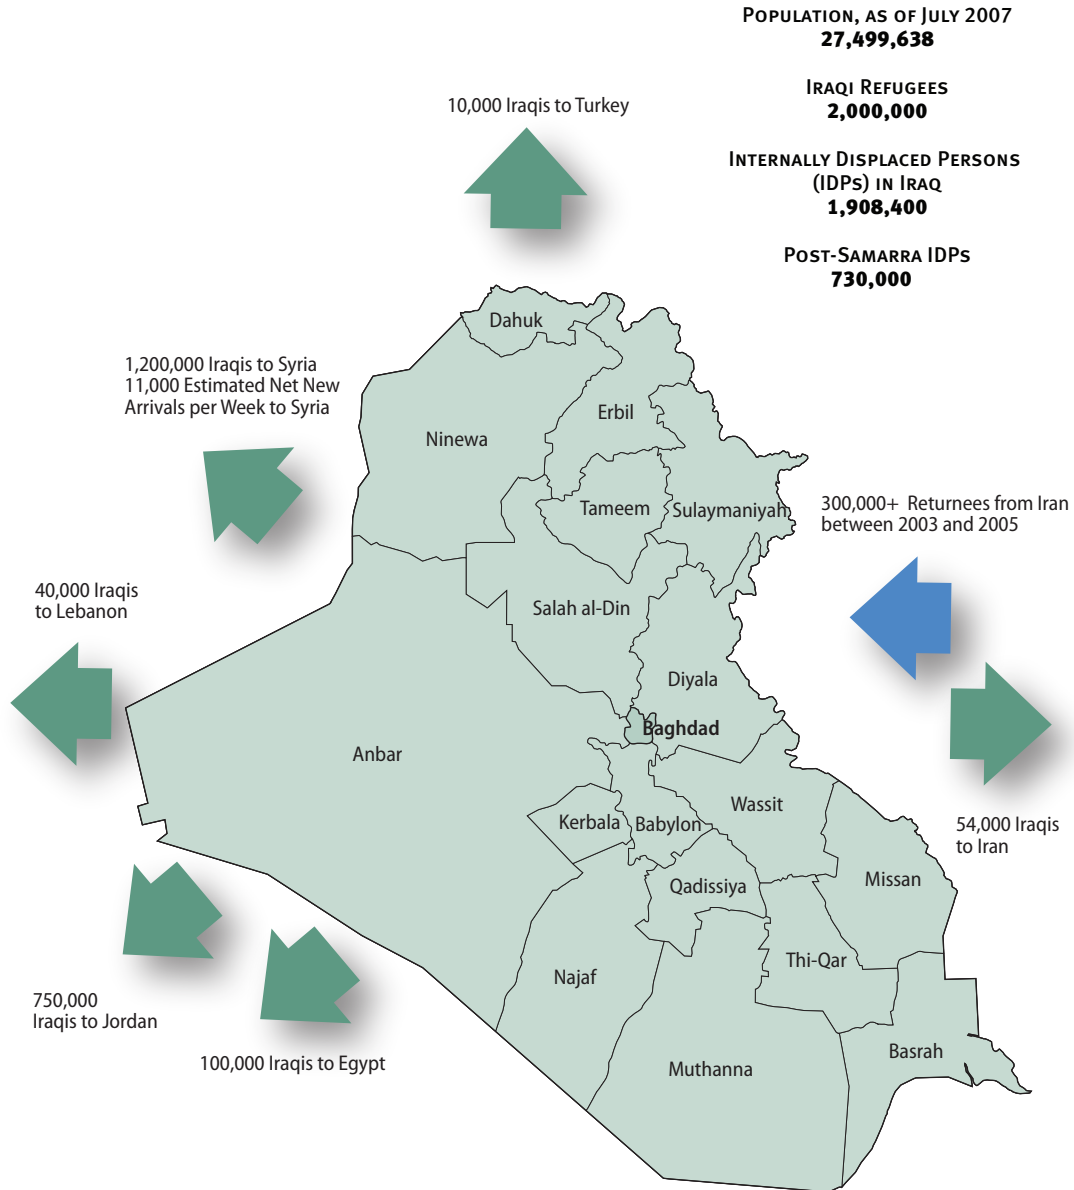 POPULATION, AS OF JULY 2007
27,499,638
IRAQI REFUGEES
2,000,000
INTERNALLY DISPLACED PERSONS
(IDPS) IN IRAQ
1,908,400
POST-SAMARRA IDPS
730,000
10,000 Iraqis to Turkey
1,200,000 Iraqis to Syria
11,000 Estimated Net New
Arrivals per Week to Syria
40,000 Iraqis
to Lebanon
300,000+ Returnees from Iran
between 2003 and 2005
54,000 Iraqis
to Iran
750,000
Iraqis to Jordan
100,000 Iraqis to Egypt
Dahuk
Erbil
Ninewa
Tameem
Sulaymaniyah
Salah al-Din
Diyala
Baghdad
Anbar
Wassit
Kerbala
Babylon
Qadissiya
Missan
Thi-Qar
Najaf
Basrah
Muthanna